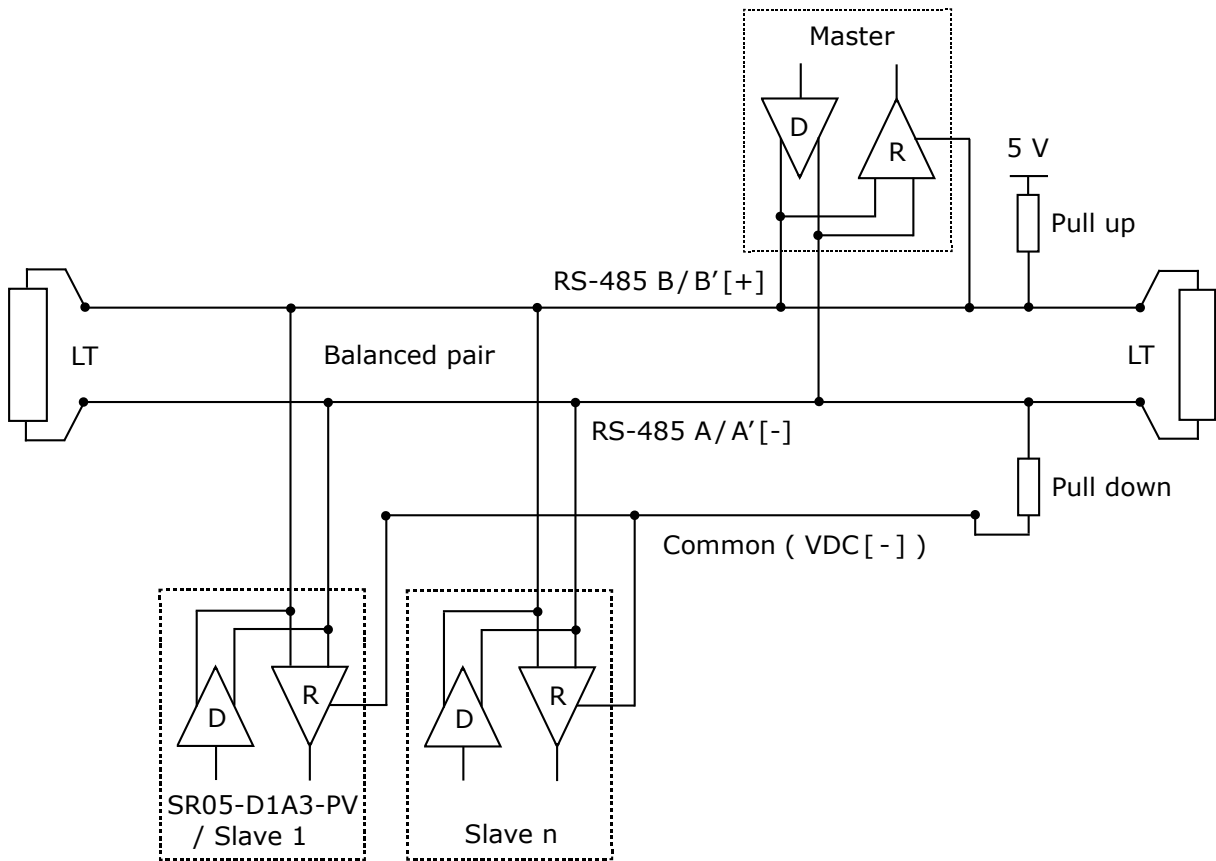 Master
D
R
5 V
Pull up
RS-485 B/B’[+]
LT
Balanced pair
LT
RS-485 A/A’[-]
Pull down
Common ( VDC[-] )
D
R
D
R
SR05-D1A3-PV
/ Slave 1
Slave n